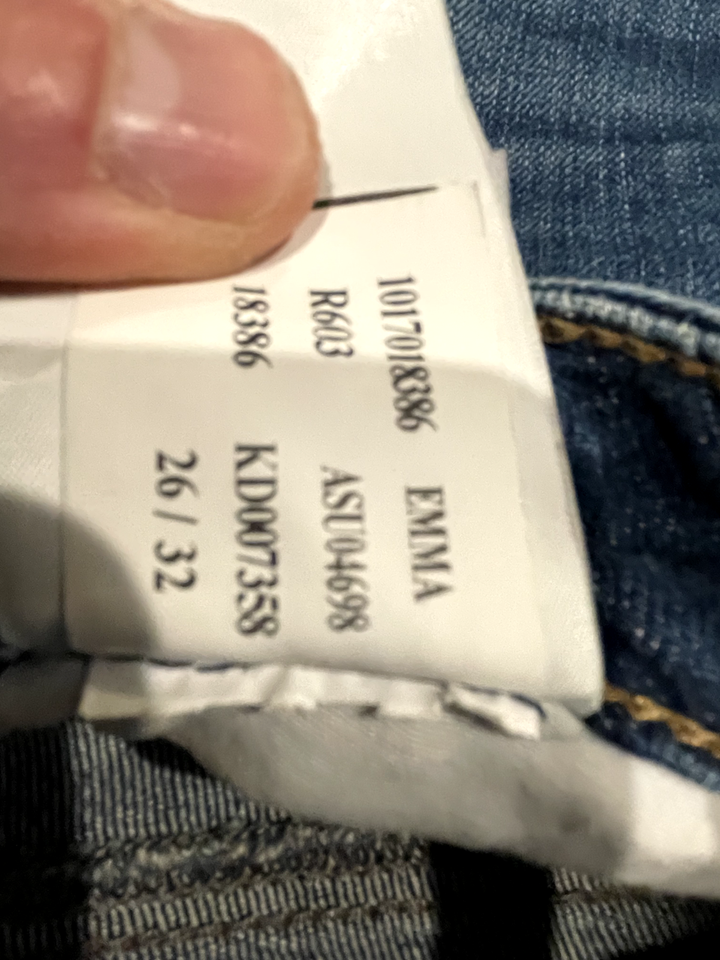 1017018386 EMMA
R603 ASU04698
18386 KD007358
26 / 32